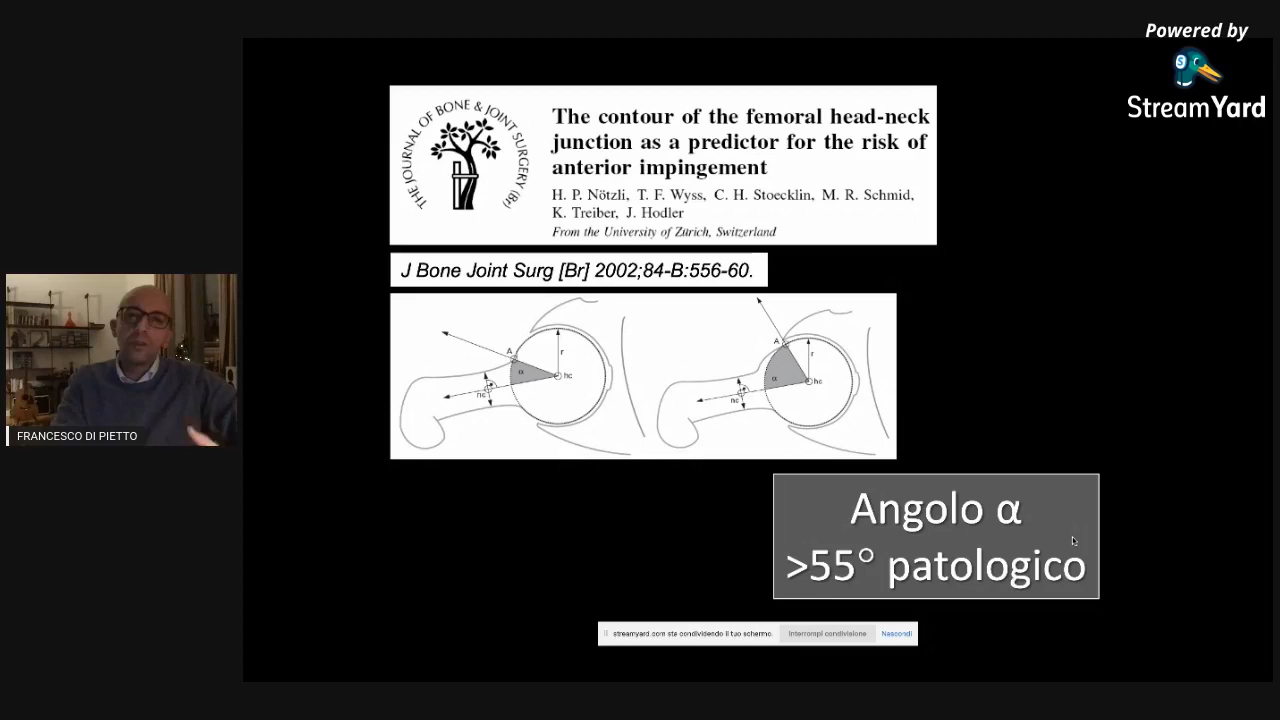 Powered by
StreamYard
THE JOURNAL OF BONE & JOINT SURGERY (Br)
The contour of the femoral head-neck
junction as a predictor for the risk of
anterior impingement
H. P. Nötzli, T. F. Wyss, C. H. Stoecklin, M. R. Schmid,
K. Treiber, J. Hodler
From the University of Zürich, Switzerland
J Bone Joint Surg [Br] 2002;84-B:556-60.
A
r
α
hc
nc
A
r
α
hc
nc
FRANCESCO DI PIETTO
Angolo α
>55° patologico
streamyard.com sta condividendo il tuo schermo.
Interrompi condivisione
Nascondi